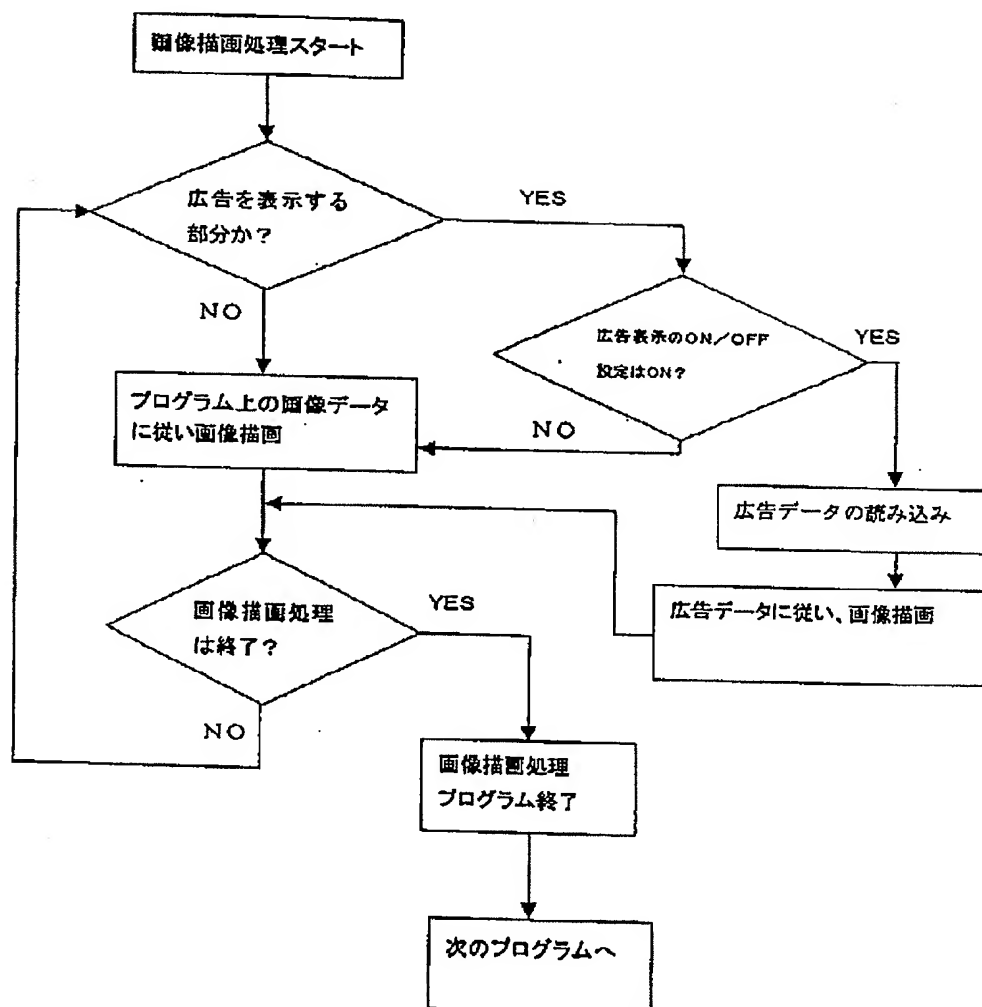 画像描画処理スタート
広告を表示する
部分か？
YES
NO
広告表示のON／OFF
設定はON？
YES
NO
プログラム上の画像データ
に従い画像描画
広告データの読み込み
広告データに従い、画像描画
画像描画処理
は終了？
YES
NO
画像描画処理
プログラム終了
次のプログラムへ